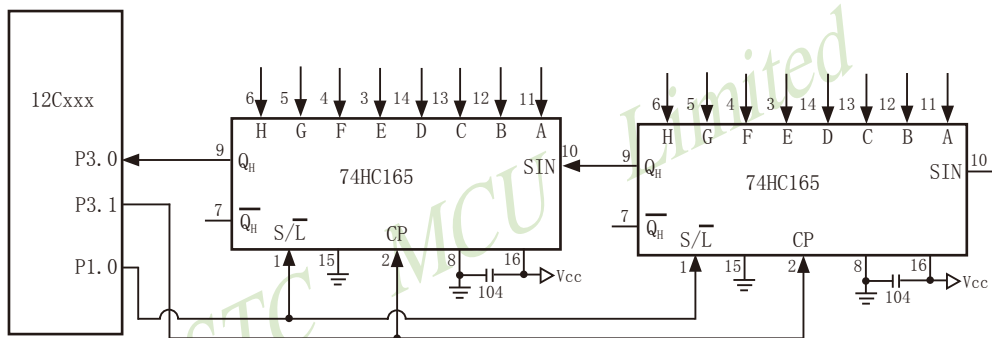 12Cxxx
P3.0
P3.1
P1.0
6 5 4 3 14 13 12 11
H G F E D C B A
9 QH SIN 10
74HC165
7 Q̅H̅
S/L̅ CP
1 15 2 8 16
104 Vcc
6 5 4 3 14 13 12 11
H G F E D C B A
9 QH SIN 10
74HC165
7 Q̅H̅
S/L̅ CP
1 15 2 8 16
104 Vcc
STC MCU Limited